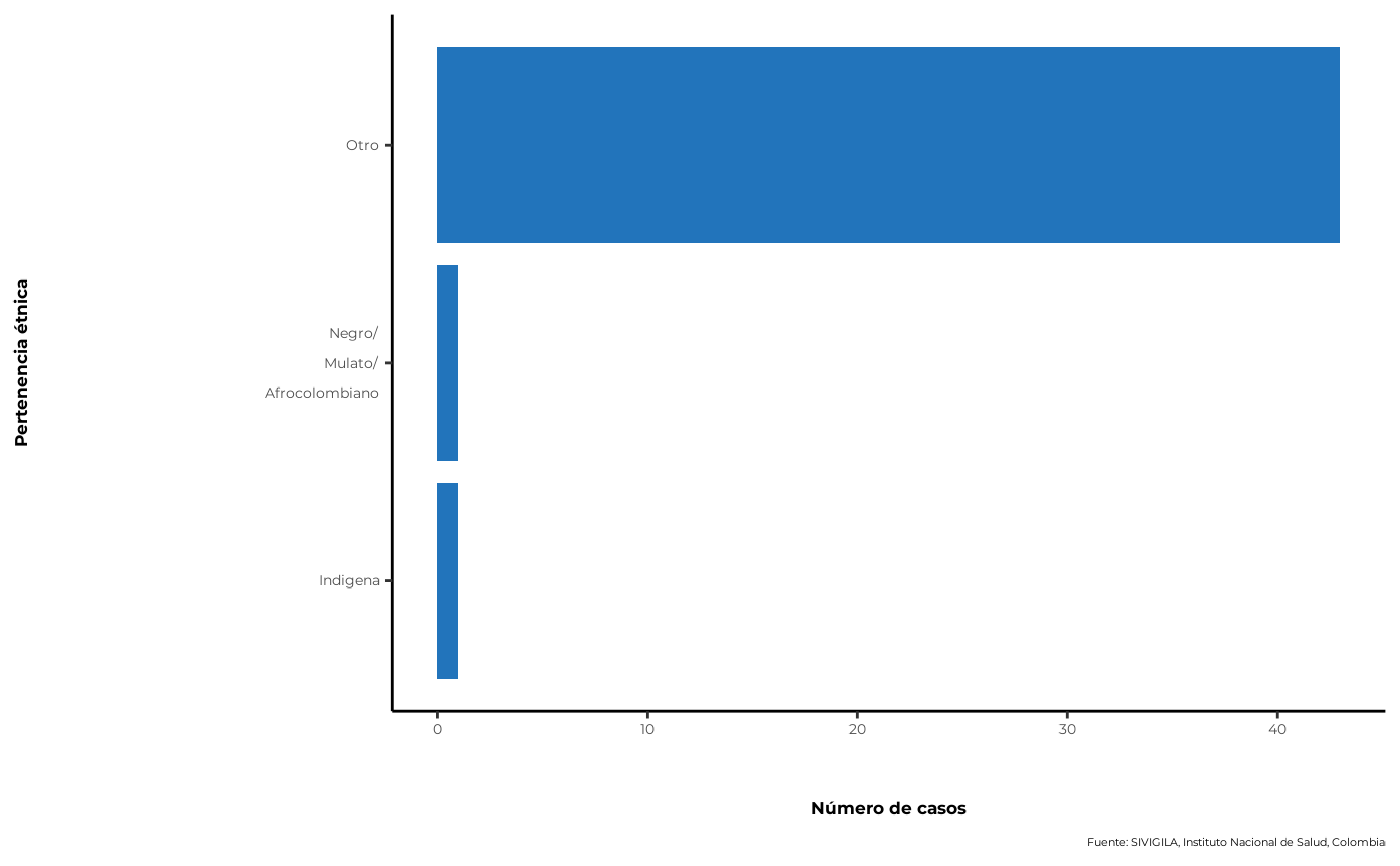 Pertenencia étnica
Otro
Negro/
Mulato/
Afrocolombiano
Indigena
0 10 20 30 40
Número de casos
Fuente: SIVIGILA, Instituto Nacional de Salud, Colombia